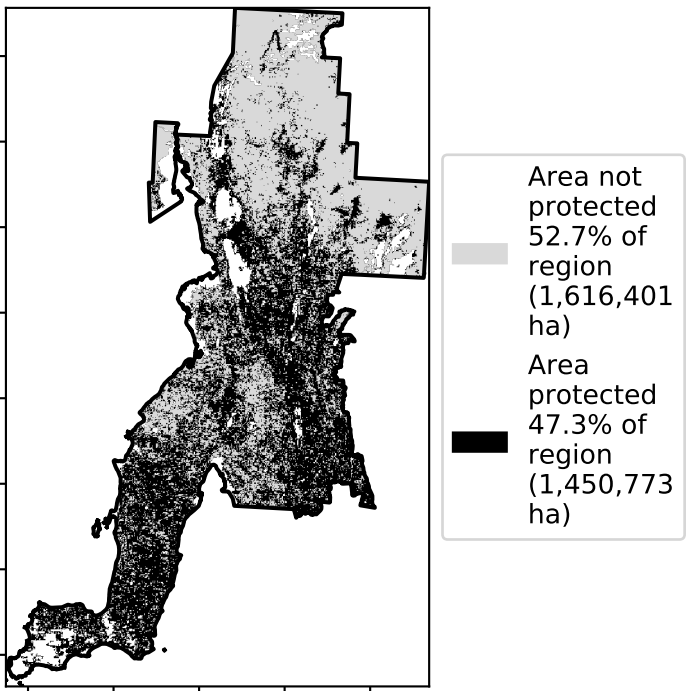 Area not
protected
52.7% of
region
(1,616,401
ha)
Area
protected
47.3% of
region
(1,450,773
ha)